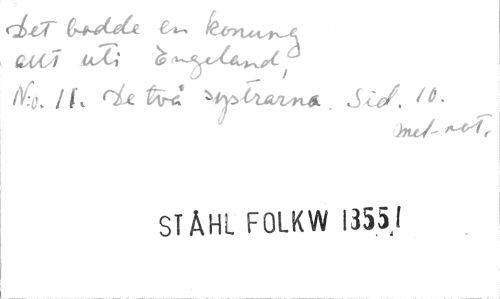 Det bodde en konung
allt uti Engeland,
N:o. 11. De två systrarna. Sid. 10.
mel-not.
STÅHL FOLKW 1355/